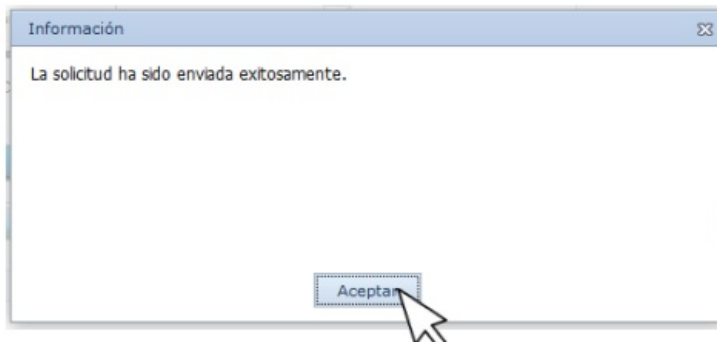 Información
La solicitud ha sido enviada exitosamente.
Aceptar